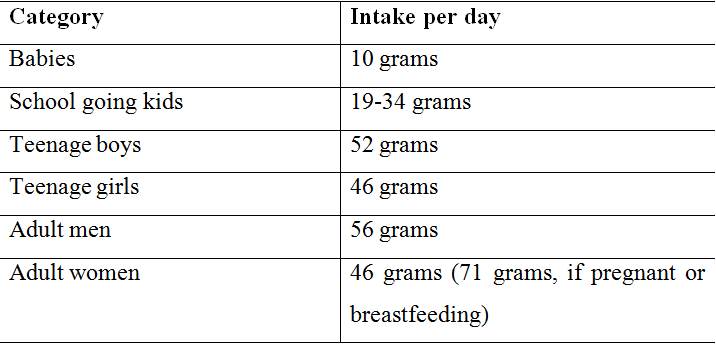 Category Intake per day
Babies 10 grams
School going kids 19-34 grams
Teenage boys 52 grams
Teenage girls 46 grams
Adult men 56 grams
Adult women 46 grams (71 grams, if pregnant or
breastfeeding)